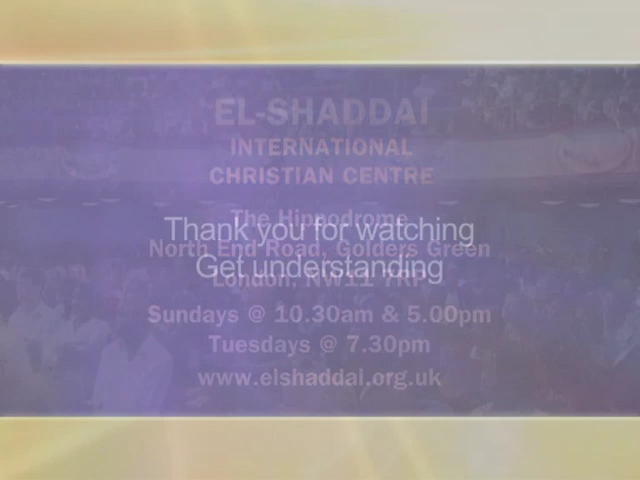 EL-SHADDAI
INTERNATIONAL
CHRISTIAN CENTRE
The Hippodrome
Thank you for watching
North End Road, Golders Green
Get understanding
London, NW11 7RP
Sundays @ 10.30am & 5.00pm
Tuesdays @ 7.30pm
www.elshaddai.org.uk